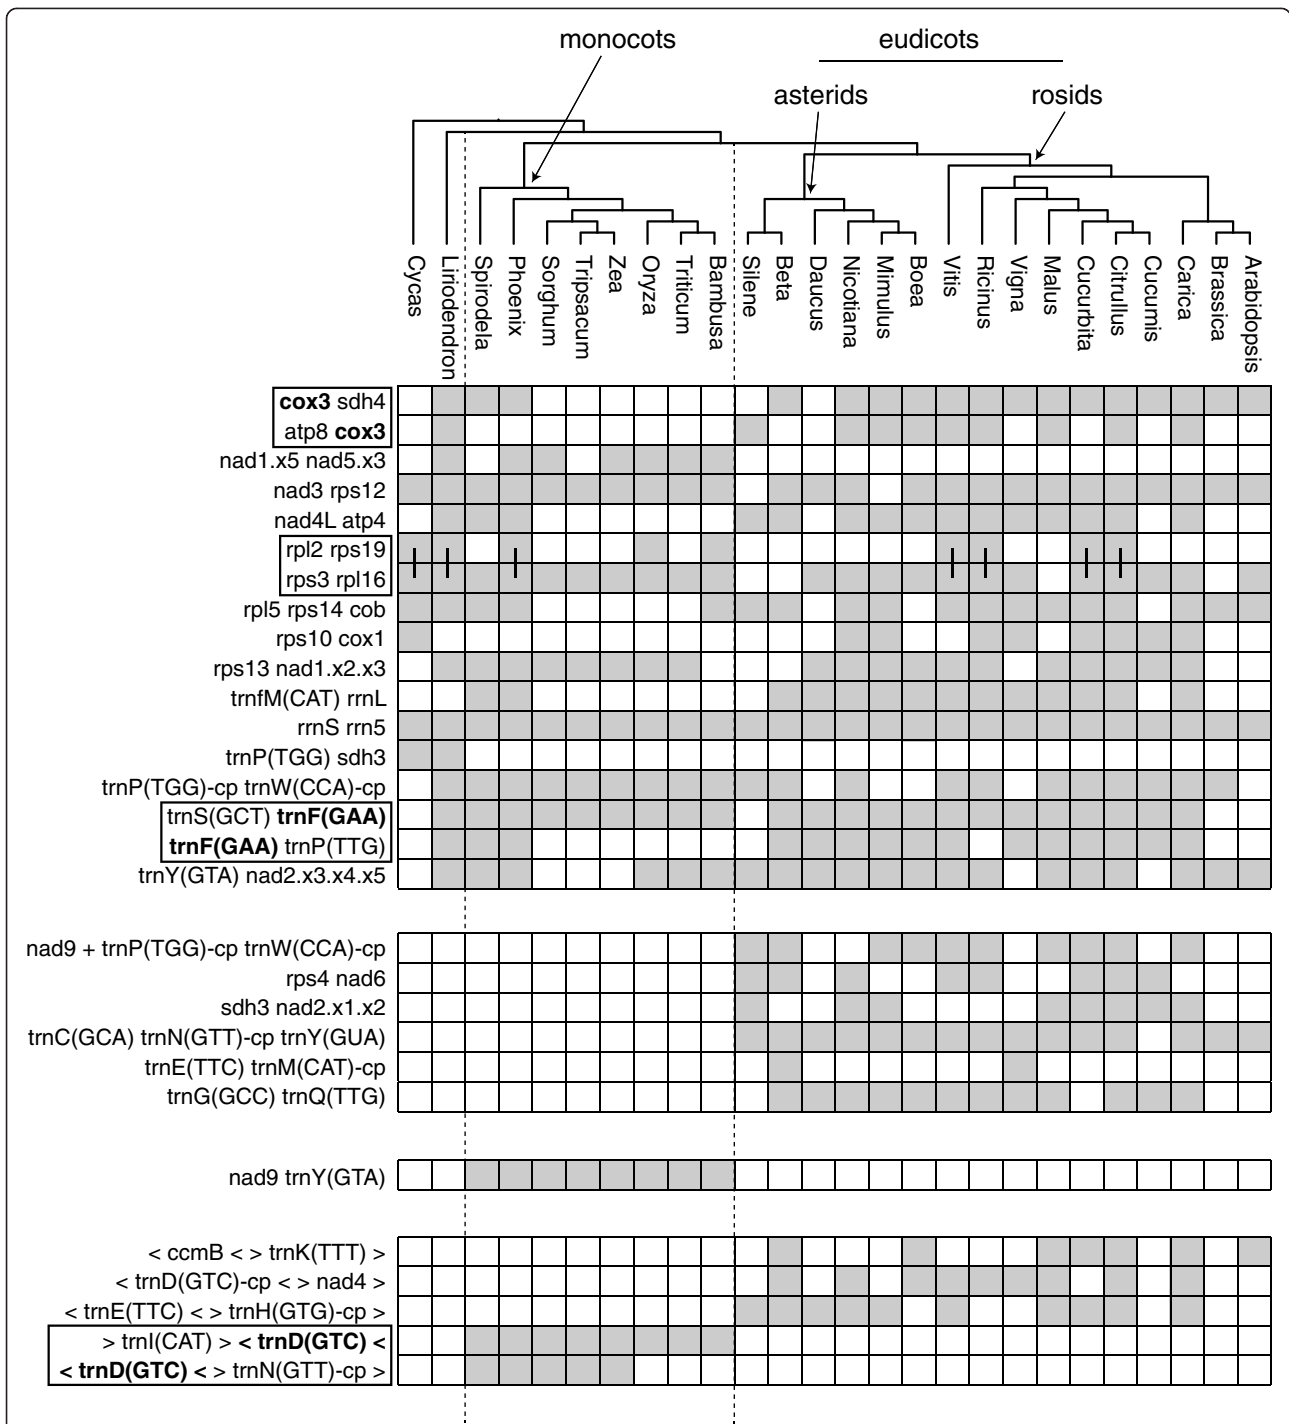 monocots
eudicots
asterids
rosids
Cycas
Liriodendron
Spirodela
Phoenix
Sorghum
Tripsacum
Zea
Oryza
Triticum
Bambusa
Silene
Beta
Daucus
Nicotiana
Mimulus
Boea
Vitis
Ricinus
Vigna
Malus
Cucurbita
Citrullus
Cucumis
Carica
Brassica
Arabidopsis
cox3 sdh4
atp8 cox3
nad1.x5 nad5.x3
nad3 rps12
nad4L atp4
rpl2 rps19
rps3 rpl16
rpl5 rps14 cob
rps10 cox1
rps13 nad1.x2.x3
trnfM(CAT) rrnL
rrnS rrn5
trnP(TGG) sdh3
trnP(TGG)-cp trnW(CCA)-cp
trnS(GCT) trnF(GAA)
trnF(GAA) trnP(TTG)
trnY(GTA) nad2.x3.x4.x5
nad9 + trnP(TGG)-cp trnW(CCA)-cp
rps4 nad6
sdh3 nad2.x1.x2
trnC(GCA) trnN(GTT)-cp trnY(GUA)
trnE(TTC) trnM(CAT)-cp
trnG(GCC) trnQ(TTG)
nad9 trnY(GTA)
< ccmB < > trnK(TTT) >
< trnD(GTC)-cp < > nad4 >
< trnE(TTC) < > trnH(GTG)-cp >
> trnI(CAT) > < trnD(GTC) <
< trnD(GTC) < > trnN(GTT)-cp >